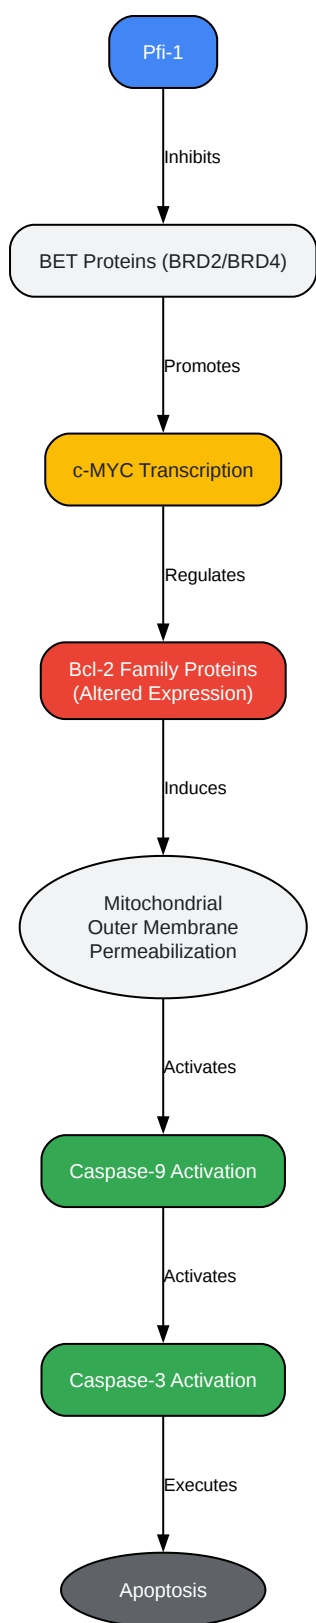 Pfi-1
Inhibits
BET Proteins (BRD2/BRD4)
Promotes
c-MYC Transcription
Regulates
Bcl-2 Family Proteins
(Altered Expression)
Induces
Mitochondrial
Outer Membrane
Permeabilization
Activates
Caspase-9 Activation
Activates
Caspase-3 Activation
Executes
Apoptosis